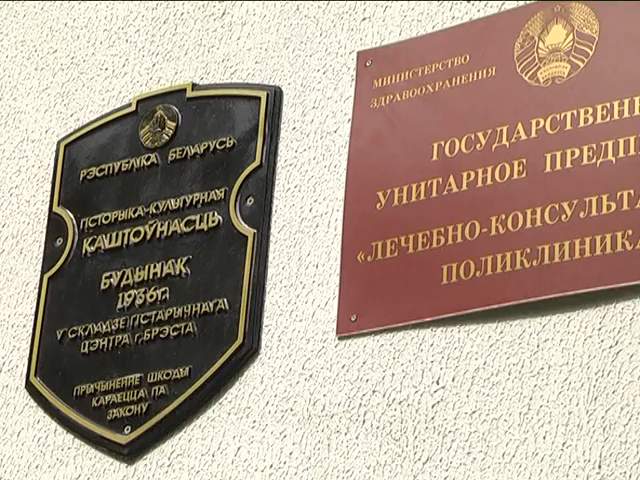 РЭСПУБЛІКА БЕЛАРУСЬ
ГІСТОРЫКА-КУЛЬТУРНАЯ
КАШТОЎНАСЦЬ
БУДЫНАК
1936г.
У СКЛАДЗЕ ГІСТАРЫЧНАГА
ЦЭНТРА г.БРЭСТА
ПРЫЧЫНЕННЕ ШКОДЫ
КАРАЕЦЦА ПА
ЗАКОНУ
МИНИСТЕРСТВО
ЗДРАВООХРАНЕНИЯ
ГОСУДАРСТВЕНН
УНИТАРНОЕ ПРЕДП
«ЛЕЧЕБНО-КОНСУЛЬТА
ПОЛИКЛИНИКА